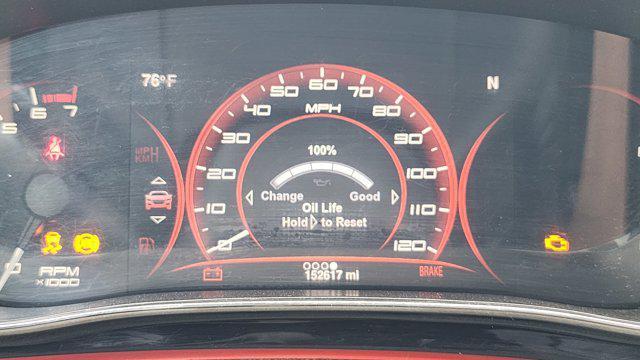 76°F
N
5 6 7
0
RPM
x1000
MPH
KM/H
0 10 20 30 40 50 60 70 80 90 100 110 120
MPH
100%
Change Good
Oil Life
Hold to Reset
152617 mi
BRAKE